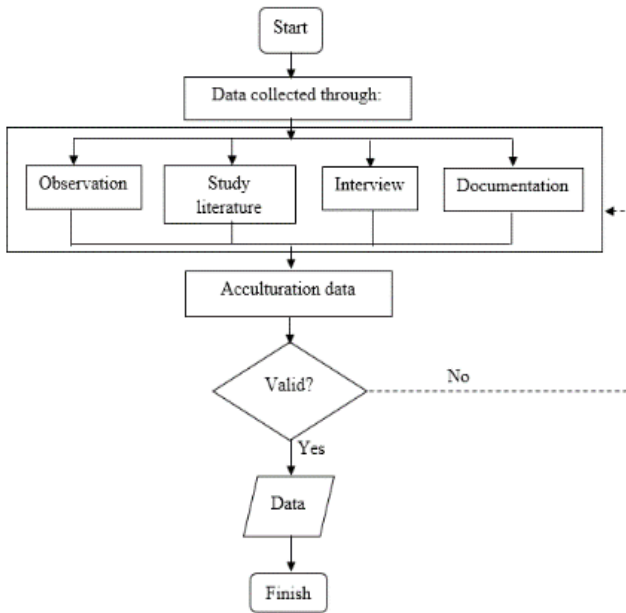 Start
Data collected through:
Observation
Study
literature
Interview
Documentation
Acculturation data
Valid?
No
Yes
Data
Finish